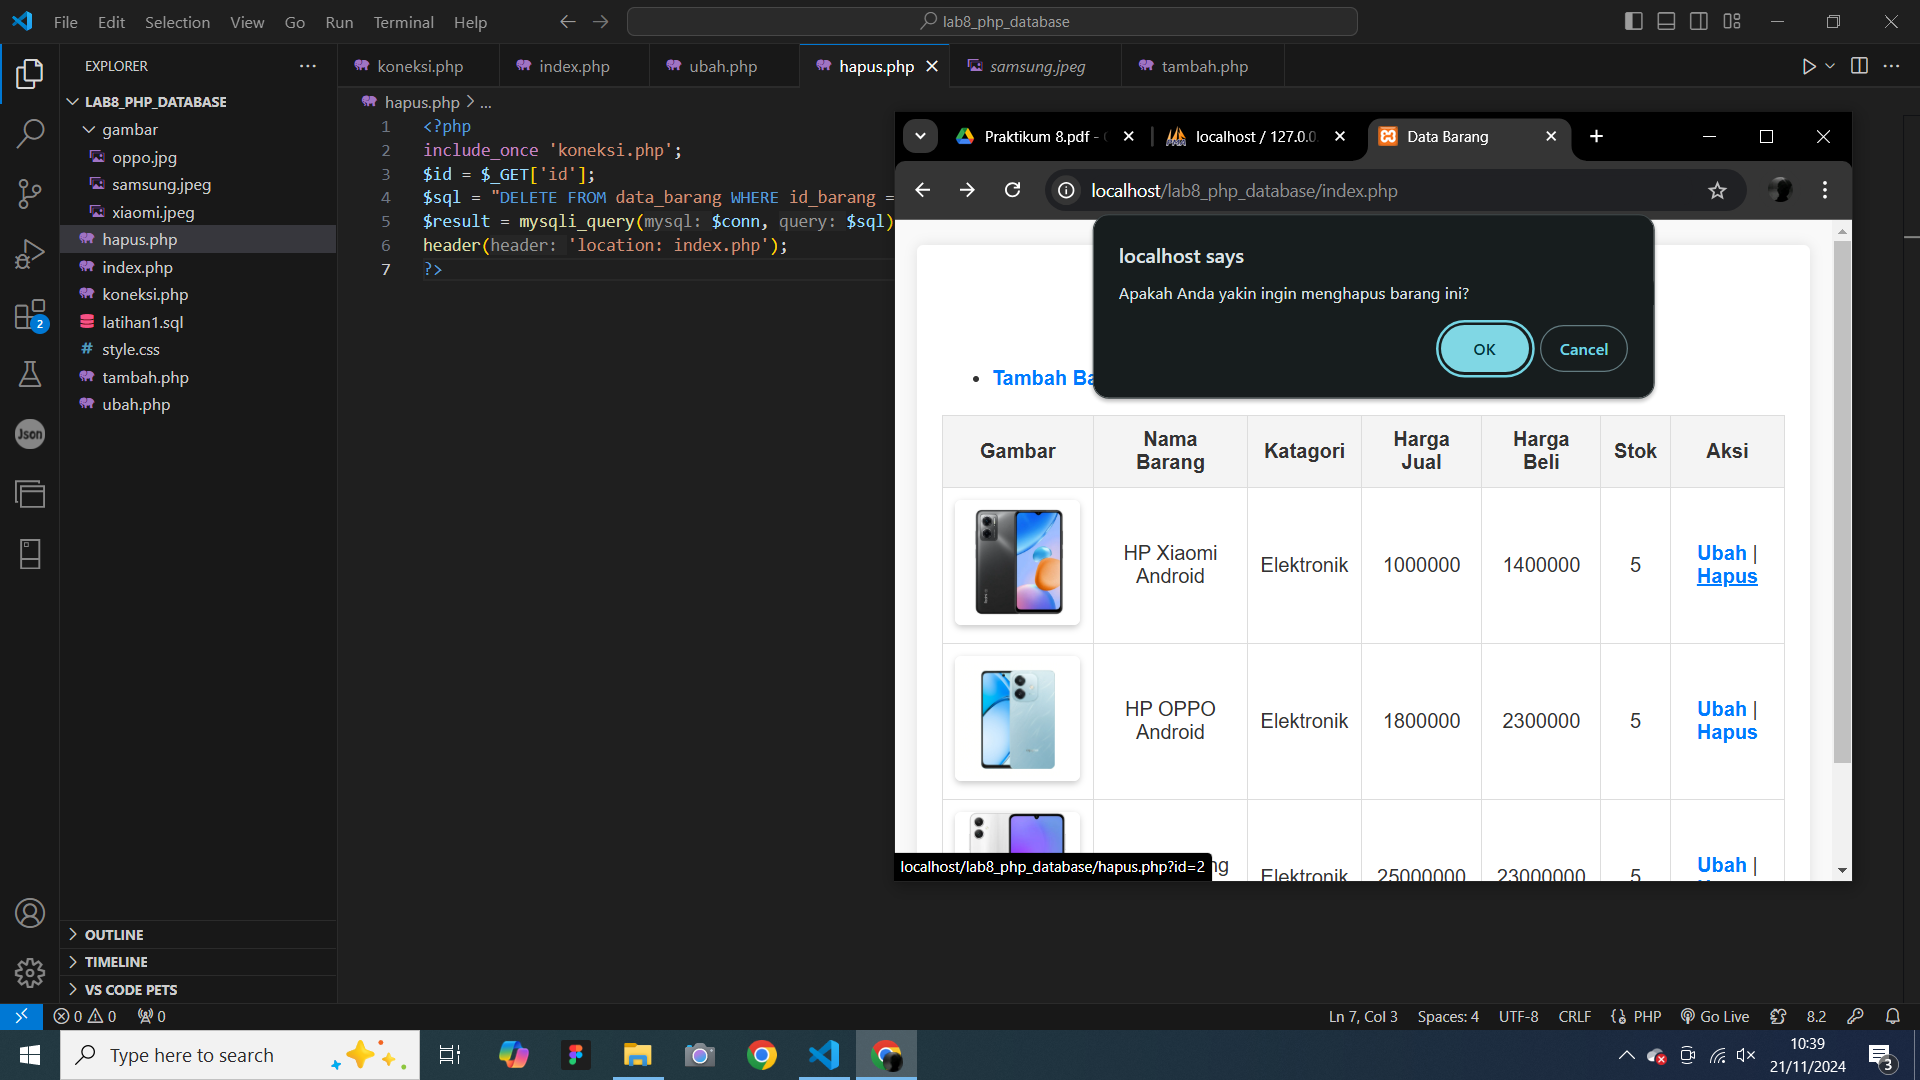 File Edit Selection View Go Run Terminal Help
lab8_php_database
EXPLORER
LAB8_PHP_DATABASE
gambar
oppo.jpg
samsung.jpeg
xiaomi.jpeg
hapus.php
index.php
koneksi.php
latihan1.sql
style.css
tambah.php
ubah.php
OUTLINE
TIMELINE
VS CODE PETS
2
Json
koneksi.php index.php ubah.php hapus.php samsung.jpeg tambah.php
hapus.php > ...
1 <?php
2 include_once 'koneksi.php';
3 $id = $_GET['id'];
4 $sql = "DELETE FROM data_barang WHERE id_barang =
5 $result = mysqli_query(mysql: $conn, query: $sql)
6 header(header: 'location: index.php');
7 ?>
Praktikum 8.pdf - localhost / 127.0.0. Data Barang
localhost/lab8_php_database/index.php
localhost says
Apakah Anda yakin ingin menghapus barang ini?
OK Cancel
Tambah Ba
Gambar Nama Barang Katagori Harga Jual Harga Beli Stok Aksi
HP Xiaomi Android Elektronik 1000000 1400000 5 Ubah | Hapus
HP OPPO Android Elektronik 1800000 2300000 5 Ubah | Hapus
ng Elektronik 25000000 23000000 5 Ubah |
localhost/lab8_php_database/hapus.php?id=2
0 0 0
Ln 7, Col 3 Spaces: 4 UTF-8 CRLF PHP Go Live 8.2
Type here to search
10:39
21/11/2024
3